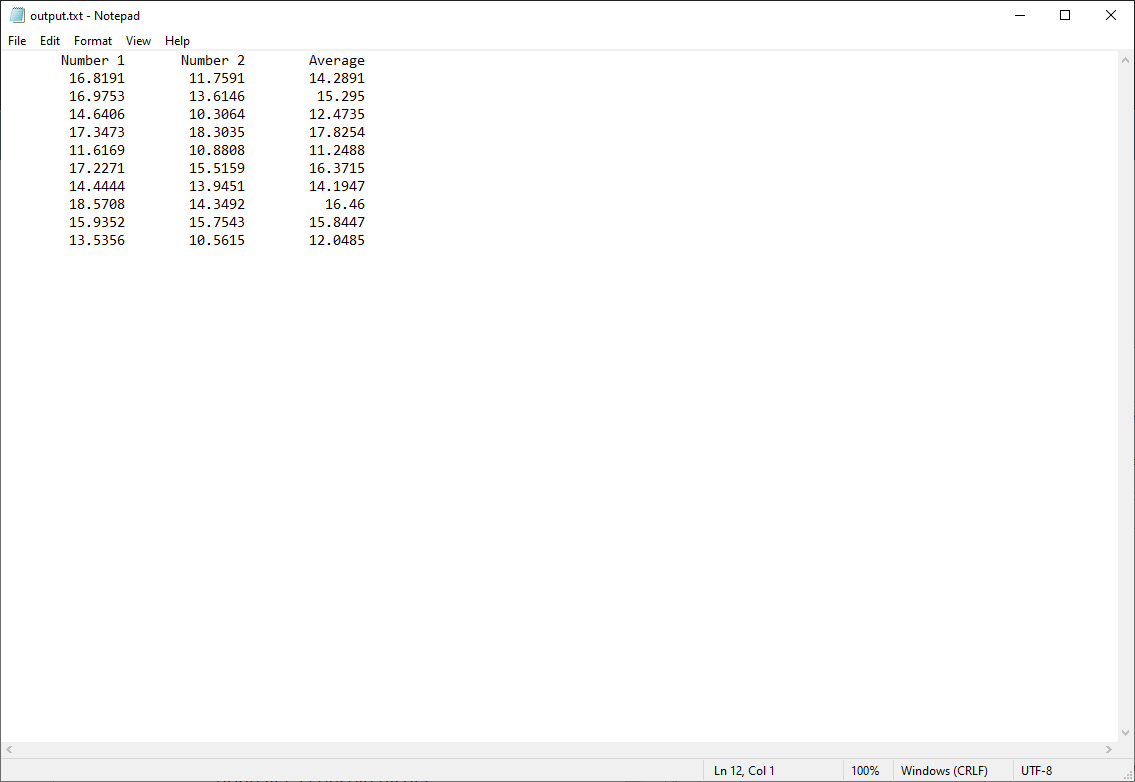 output.txt - Notepad
File Edit Format View Help
Number 1 Number 2 Average
16.8191 11.7591 14.2891
16.9753 13.6146 15.295
14.6406 10.3064 12.4735
17.3473 18.3035 17.8254
11.6169 10.8808 11.2488
17.2271 15.5159 16.3715
14.4444 13.9451 14.1947
18.5708 14.3492 16.46
15.9352 15.7543 15.8447
13.5356 10.5615 12.0485
Ln 12, Col 1 100% Windows (CRLF) UTF-8